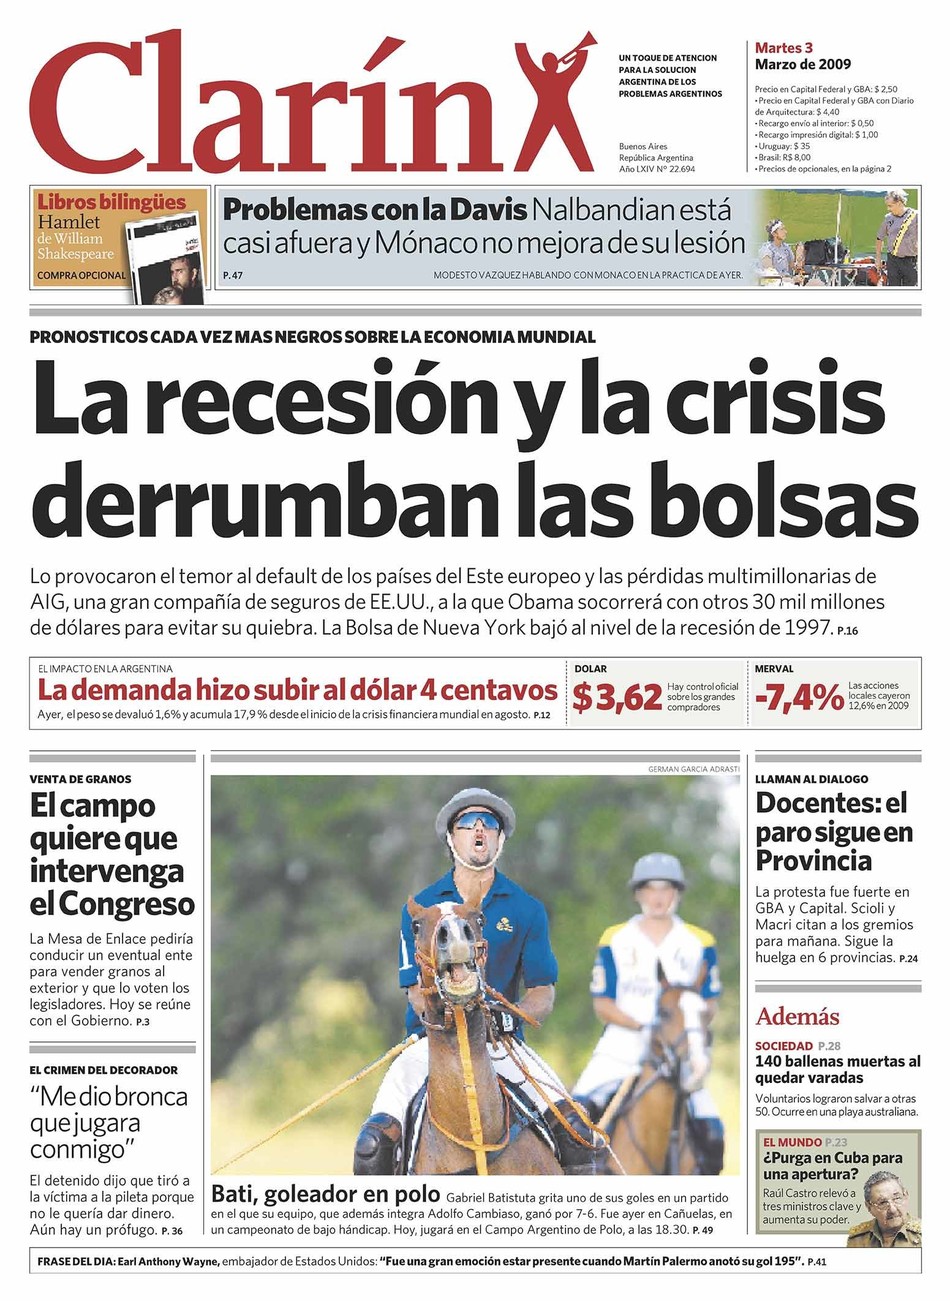 Clarín
UN TOQUE DE ATENCION
PARA LA SOLUCION
ARGENTINA DE LOS
PROBLEMAS ARGENTINOS
Buenos Aires
República Argentina
Año LXIV Nº 22.694
Martes 3
Marzo de 2009
Precio en Capital Federal y GBA: $ 2,50
• Precio en Capital Federal y GBA con Diario
de Arquitectura: $ 4,40
• Recargo envío al interior: $ 0,50
• Recargo impresión digital: $ 1,00
• Uruguay: $ 35
• Brasil: R$ 8,00
• Precios de opcionales, en la página 2
Libros bilingües
Hamlet
de William
Shakespeare
COMPRA OPCIONAL
Problemas con la Davis Nalbandian está
casi afuera y Mónaco no mejora de su lesión
P.47
MODESTO VAZQUEZ HABLANDO CON MONACO EN LA PRACTICA DE AYER.
PRONOSTICOS CADA VEZ MAS NEGROS SOBRE LA ECONOMIA MUNDIAL
La recesión y la crisis
derrumban las bolsas
Lo provocaron el temor al default de los países del Este europeo y las pérdidas multimillonarias de
AIG, una gran compañía de seguros de EE.UU., a la que Obama socorrerá con otros 30 mil millones
de dólares para evitar su quiebra. La Bolsa de Nueva York bajó al nivel de la recesión de 1997. P.16
EL IMPACTO EN LA ARGENTINA
La demanda hizo subir al dólar 4 centavos
Ayer, el peso se devaluó 1,6% y acumula 17,9 % desde el inicio de la crisis financiera mundial en agosto. P.12
DOLAR
$3,62
Hay control oficial
sobre los grandes
compradores
MERVAL
-7,4%
Las acciones
locales cayeron
12,6% en 2009
VENTA DE GRANOS
El campo
quiere que
intervenga
el Congreso
La Mesa de Enlace pediría
conducir un eventual ente
para vender granos al
exterior y que lo voten los
legisladores. Hoy se reúne
con el Gobierno. P.3
EL CRIMEN DEL DECORADOR
“Me dio bronca
que jugara
conmigo”
El detenido dijo que tiró a
la víctima a la pileta porque
no le quería dar dinero.
Aún hay un prófugo. P.36
GERMAN GARCIA ADRASTI
1
Bati, goleador en polo Gabriel Batistuta grita uno de sus goles en un partido
en el que su equipo, que además integra Adolfo Cambiaso, ganó por 7-6. Fue ayer en Cañuelas, en
un campeonato de bajo hándicap. Hoy, jugará en el Campo Argentino de Polo, a las 18.30. P.49
LLAMAN AL DIALOGO
Docentes: el
paro sigue en
Provincia
La protesta fue fuerte en
GBA y Capital. Scioli y
Macri citan a los gremios
para mañana. Sigue la
huelga en 6 provincias. P.24
Además
SOCIEDAD P.28
140 ballenas muertas al
quedar varadas
Voluntarios lograron salvar a otras
50. Ocurre en una playa australiana.
EL MUNDO P.23
¿Purga en Cuba para
una apertura?
Raúl Castro relevó a
tres ministros clave y
aumenta su poder.
FRASE DEL DIA: Earl Anthony Wayne, embajador de Estados Unidos: “Fue una gran emoción estar presente cuando Martín Palermo anotó su gol 195”. P.41